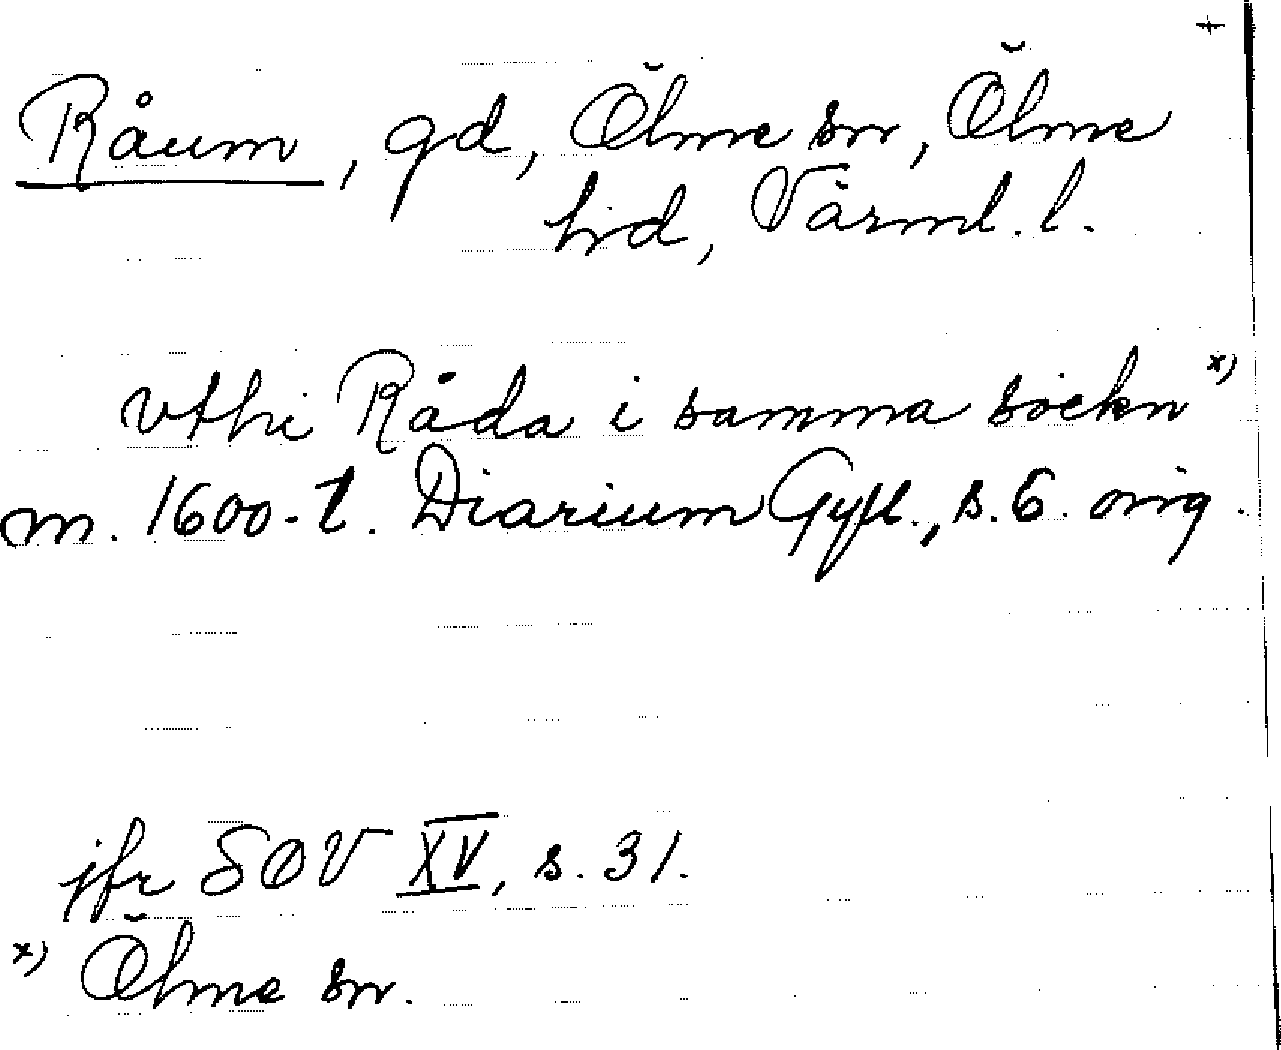 +
Råum, gd, Ölme sn, Ölme
hd, Värml. l.
vthi Råda i samma sockn x)
m. 1600-t. Diarium Gyll., s. 6. orig.
jfr SOV XV, s. 31.
x) Ölme sn.